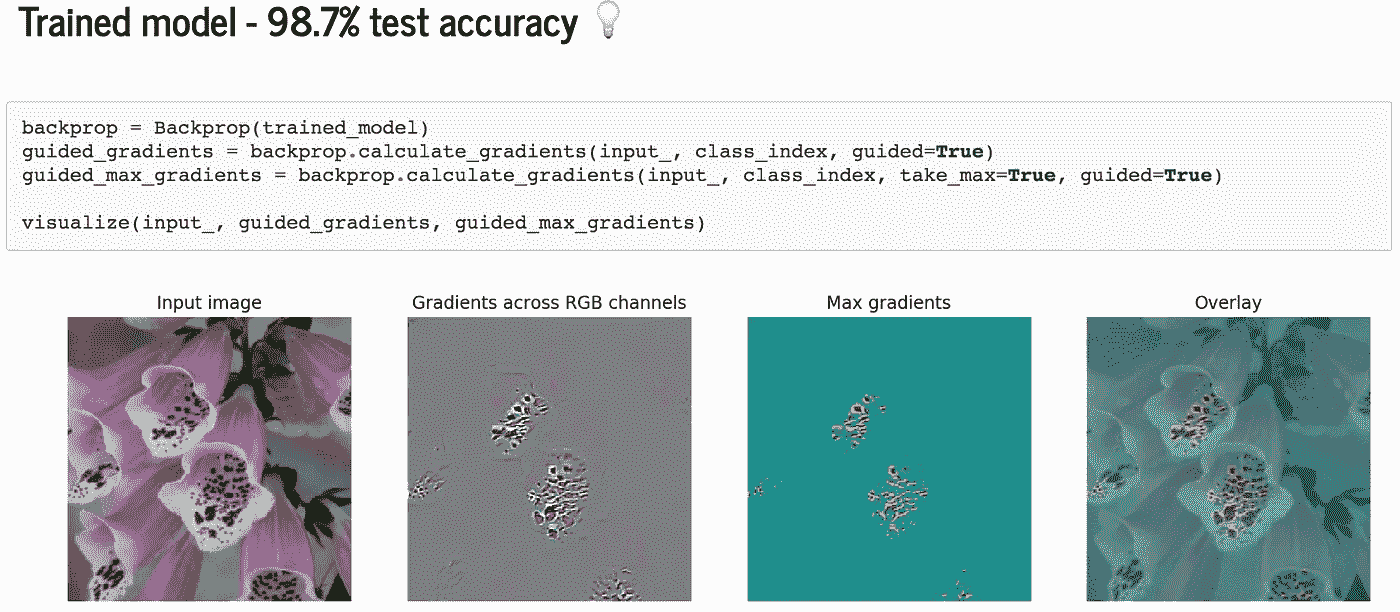 Trained model - 98.7% test accuracy
backprop = Backprop(trained_model)
guided_gradients = backprop.calculate_gradients(input_, class_index, guided=True)
guided_max_gradients = backprop.calculate_gradients(input_, class_index, take_max=True, guided=True)
visualize(input_, guided_gradients, guided_max_gradients)
Input image
Gradients across RGB channels
Max gradients
Overlay